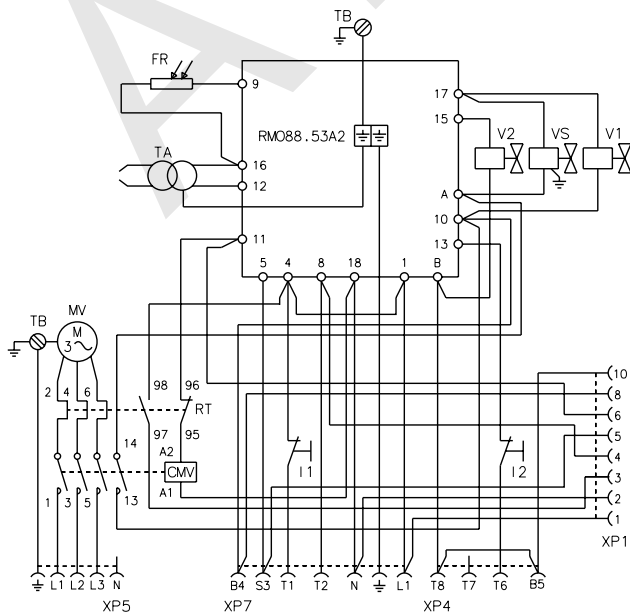 TB
FR
9
17
RMO88.53A2
15
V2 VS V1
TA
16
12
A
10
11
13
5 4 8 18 1 B
MV
TB
M
3
98 96
10
2 4 6
RT
8
6
97 95
5
14
A2
I1
I2
4
CMV
3
A1
2
1 3 5 13
1
XP1
L1 L2 L3 N
B4 S3 T1 T2 N L1 T8 T7 T6 B5
XP5 XP7 XP4